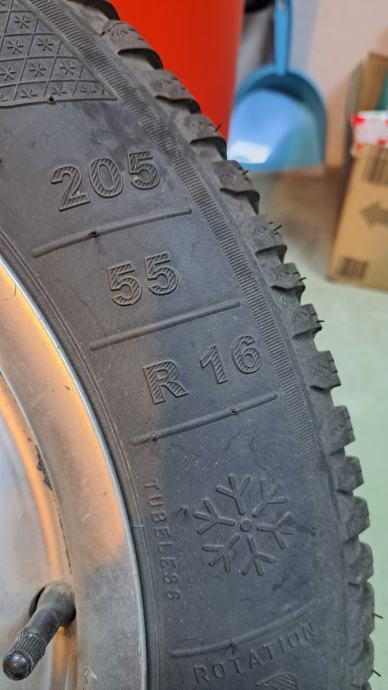 205
55
R 16
TUBELESS
ROTATION